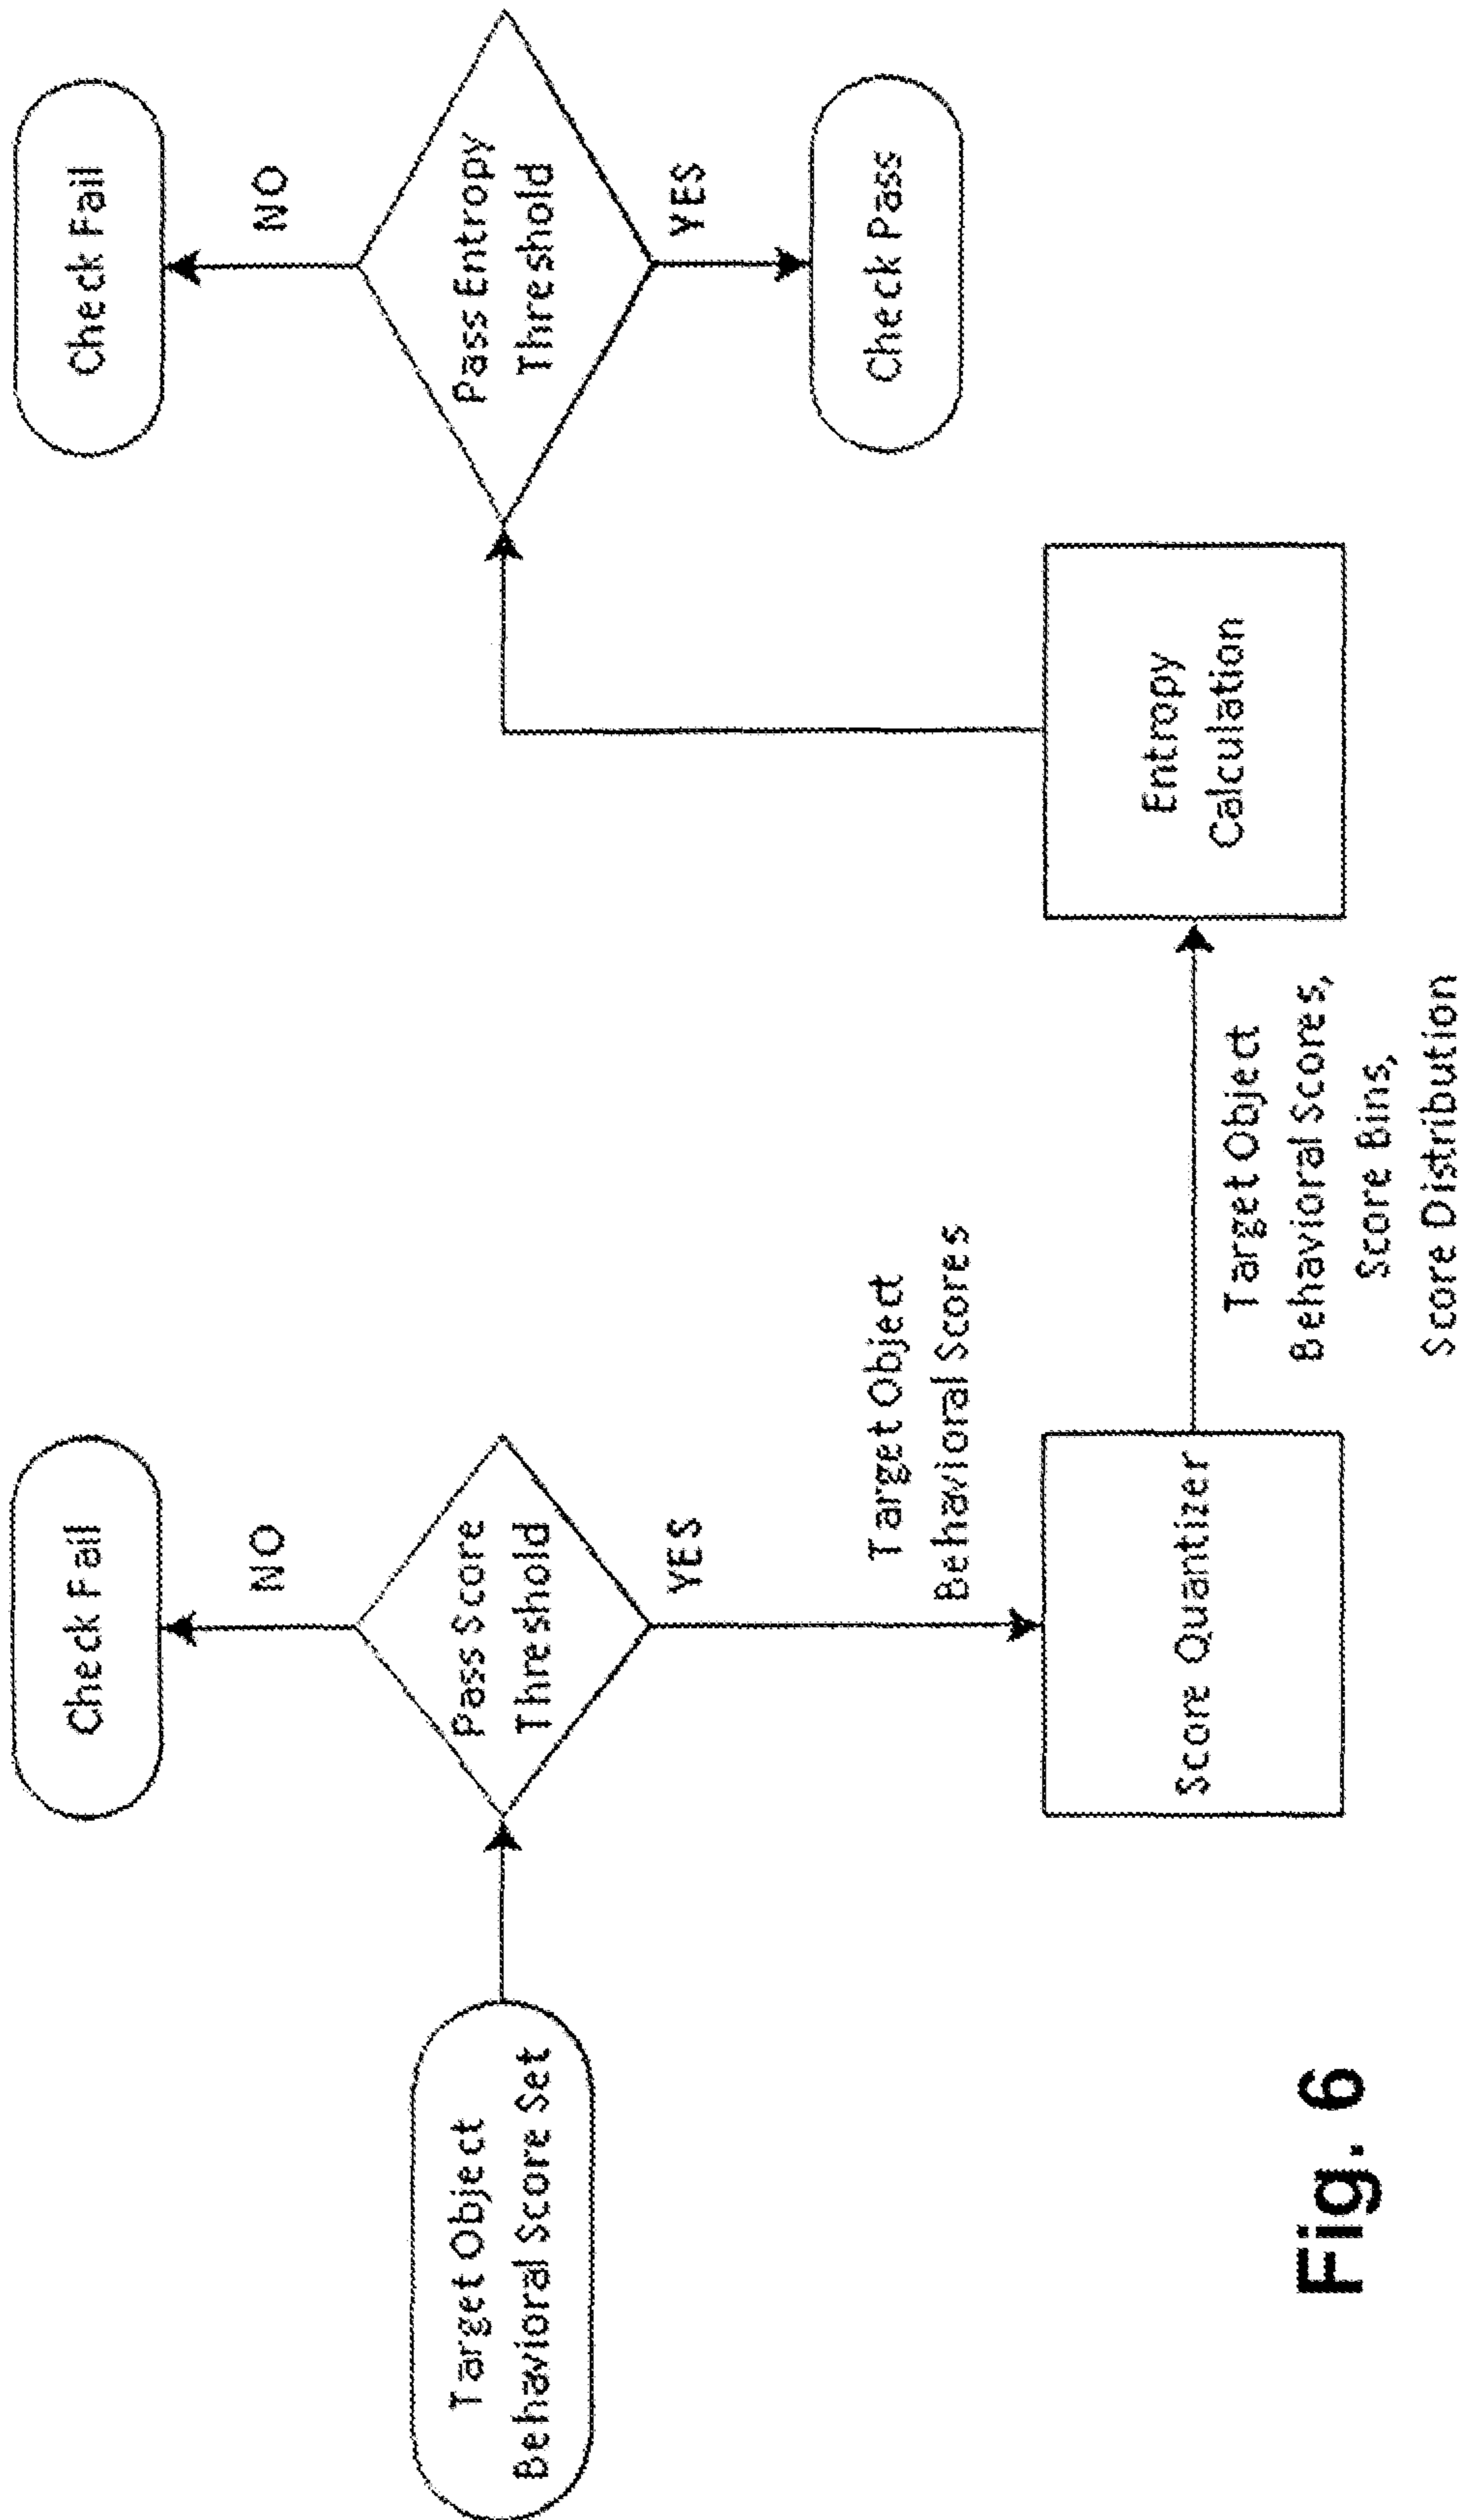 Target Object
Behavioral Score Set
Pass Score
Threshold
NO
Check Fail
YES
Target Object
Behavioral Scores
Score Quantizer
Target Object
Behavioral Scores,
Score Bins,
Score Distribution
Entropy
Calculation
Pass Entropy
Threshold
NO
Check Fail
YES
Check Pass
Fig. 6